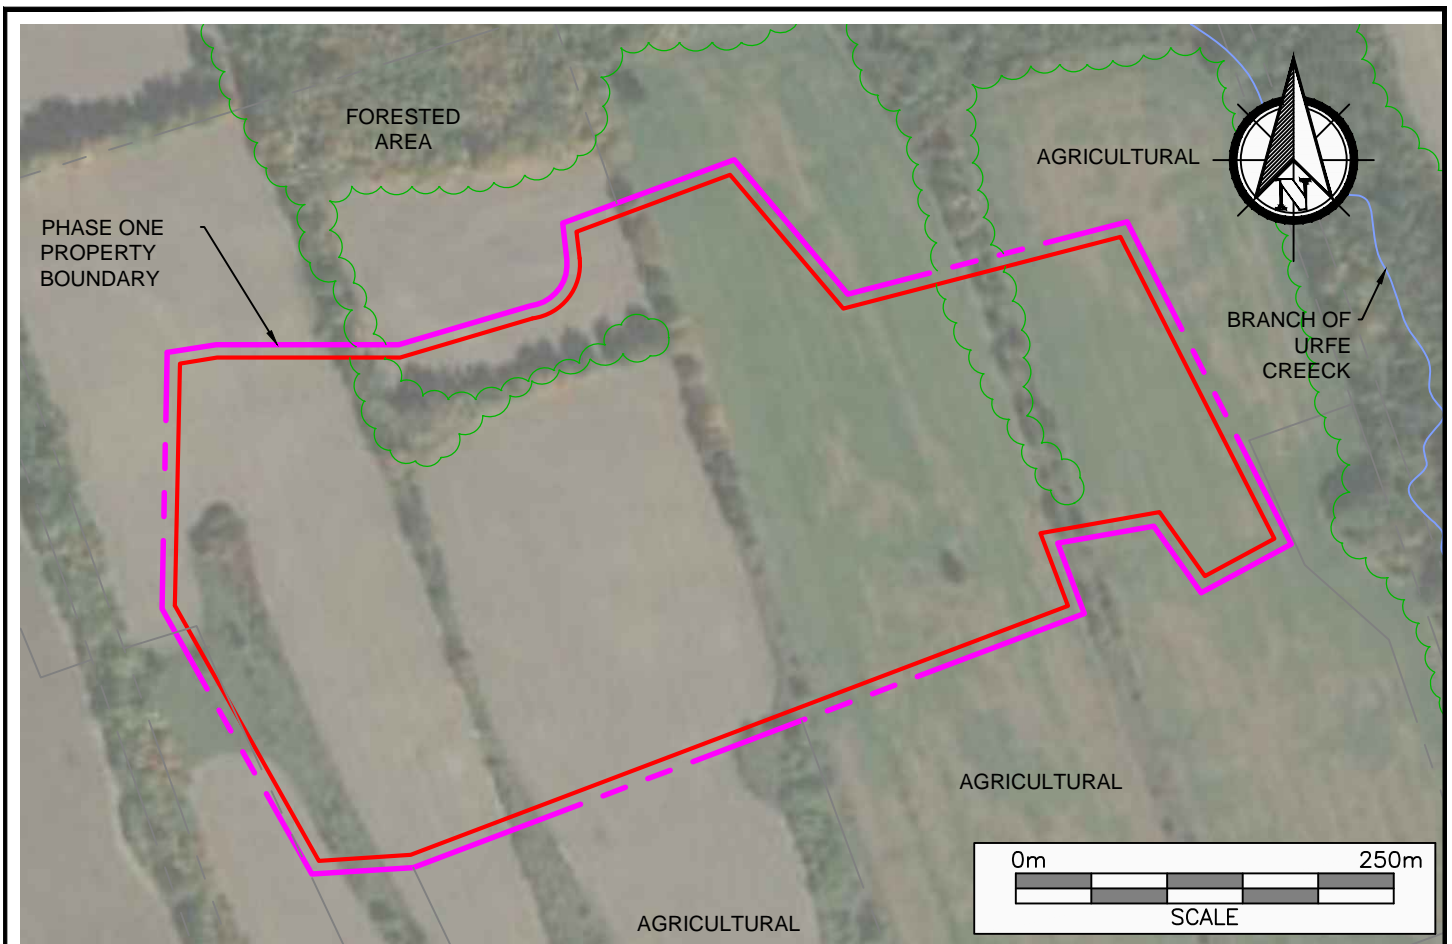 FORESTED
AREA
AGRICULTURAL
N
PHASE ONE
PROPERTY
BOUNDARY
BRANCH OF
URFE
CREECK
AGRICULTURAL
0m 250m
SCALE
AGRICULTURAL